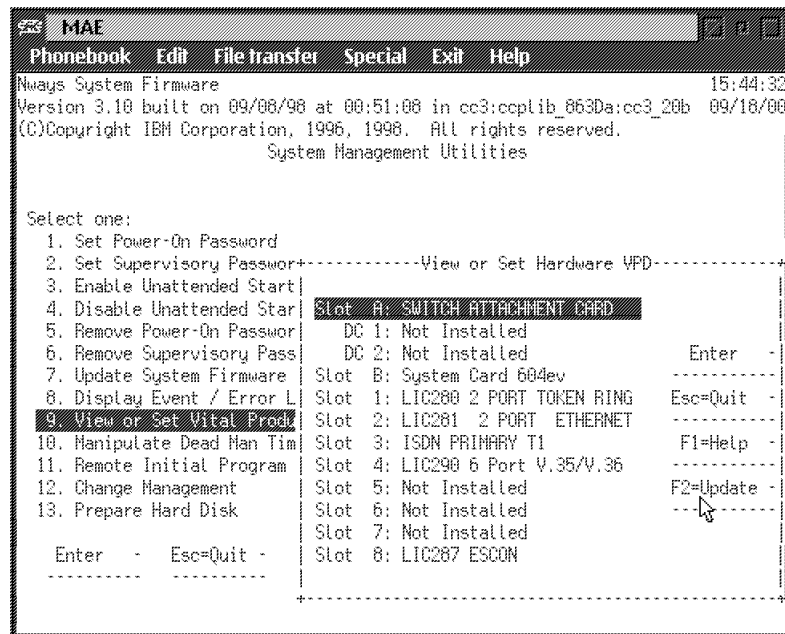 MAE
Phonebook Edit File transfer Special Exit Help
Nways System Firmware 15:44:32
Version 3.10 built on 09/08/98 at 00:51:08 in cc3:ccplib_863Da:cc3_20b 09/18/00
(C)Copyright IBM Corporation, 1996, 1998. All rights reserved.
System Management Utilities
Select one:
1. Set Power-On Password
2. Set Supervisory Passwor
3. Enable Unattended Start
4. Disable Unattended Star
5. Remove Power-On Passwor
6. Remove Supervisory Pass
7. Update System Firmware
8. Display Event / Error L
9. View or Set Vital Produ
10. Manipulate Dead Man Tim
11. Remote Initial Program
12. Change Management
13. Prepare Hard Disk
Enter Esc=Quit
View or Set Hardware VPD
Slot A: SWITCH ATTACHMENT CARD
DC 1: Not Installed
DC 2: Not Installed
Slot B: System Card 604ev
Slot 1: LIC280 2 PORT TOKEN RING
Slot 2: LIC281 2 PORT ETHERNET
Slot 3: ISDN PRIMARY T1
Slot 4: LIC290 6 Port V.35/V.36
Slot 5: Not Installed
Slot 6: Not Installed
Slot 7: Not Installed
Slot 8: LIC287 ESCON
Enter
Esc=Quit
F1=Help
F2=Update